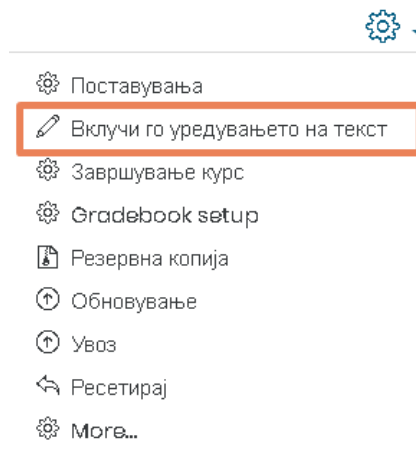 Поставувања
Вклучи го уредувањето на текст
Завршување курс
Gradebook setup
Резервна копија
Обновување
Увоз
Ресетирај
More...